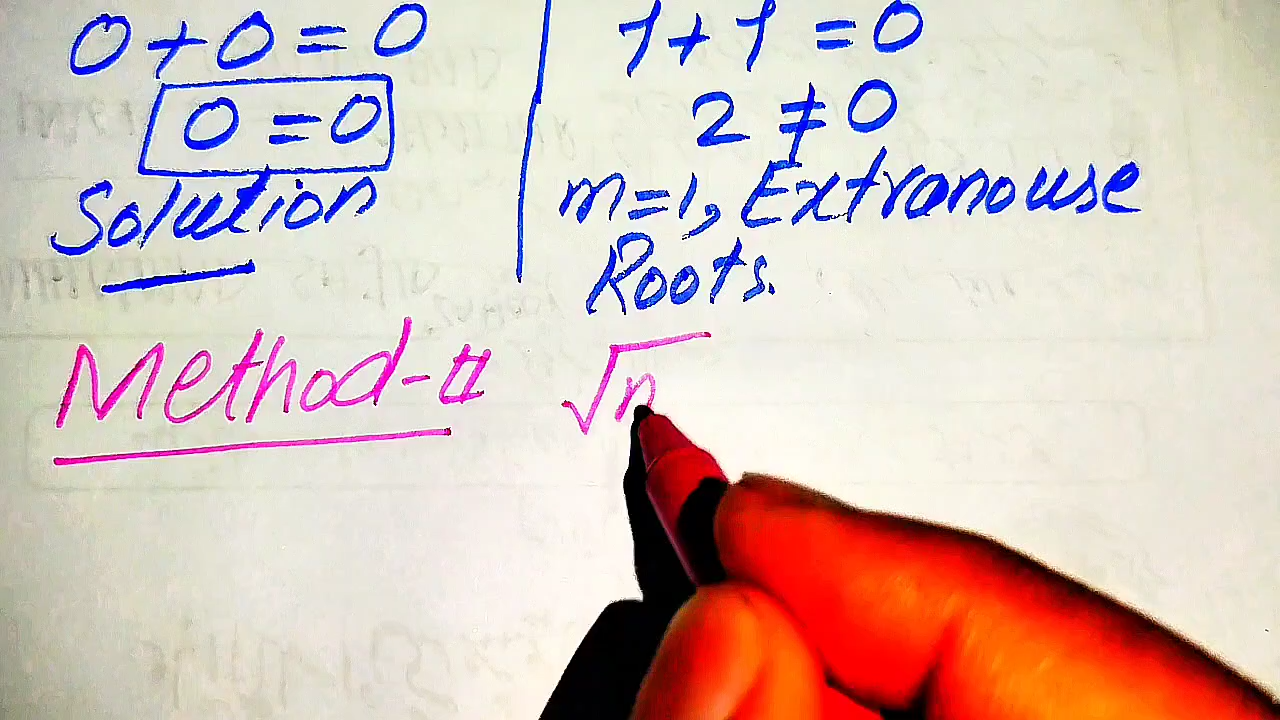 0+0=0
0=0
Solution
1+1=0
2≠0
m=1, Extranouse
Roots.
Method-II
√n